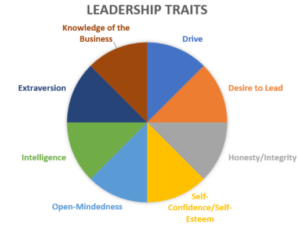 LEADERSHIP TRAITS
Knowledge of the
Business
Drive
Extraversion
Desire to Lead
Intelligence
Honesty/Integrity
Open-Mindedness
Self-
Confidence/Self-
Esteem